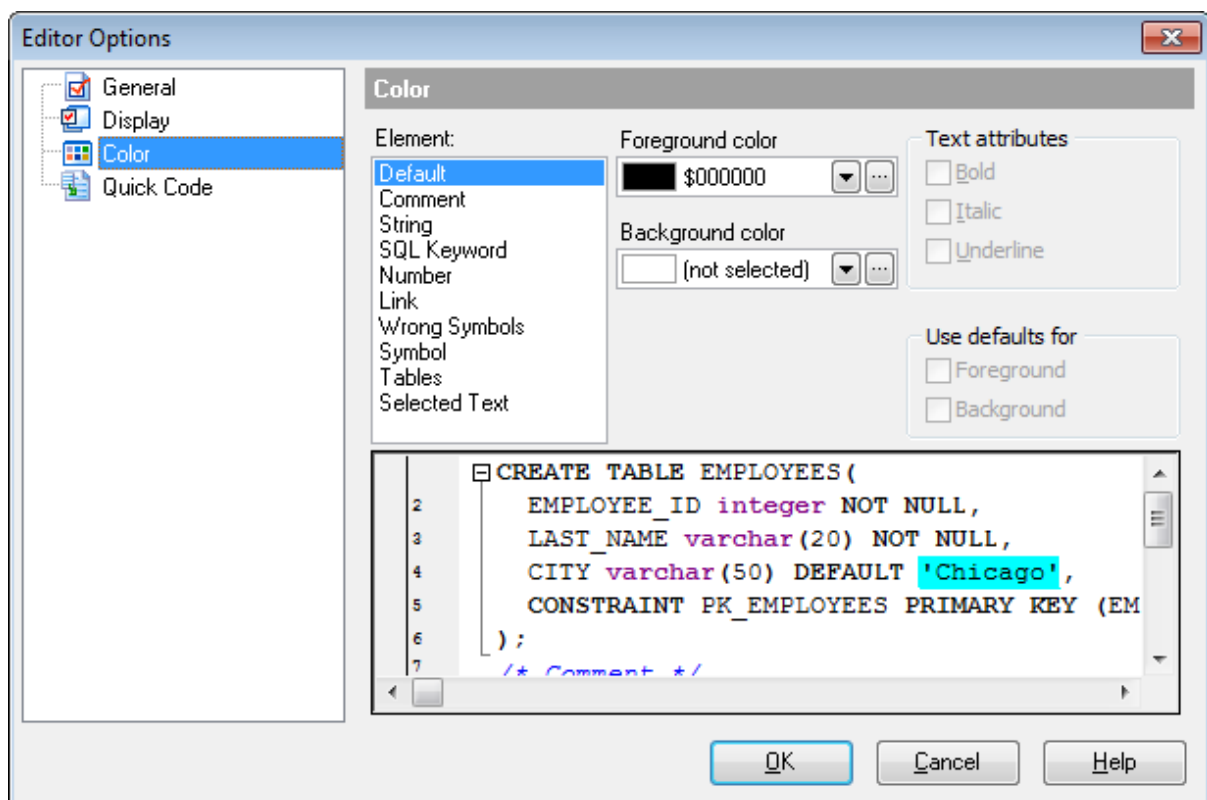 Editor Options
General
Display
Color
Quick Code
Color
Element:
Default
Comment
String
SQL Keyword
Number
Link
Wrong Symbols
Symbol
Tables
Selected Text
Foreground color
$000000
Background color
(not selected)
Text attributes
Bold
Italic
Underline
Use defaults for
Foreground
Background
CREATE TABLE EMPLOYEES(
2 EMPLOYEE_ID integer NOT NULL,
3 LAST_NAME varchar(20) NOT NULL,
4 CITY varchar(50) DEFAULT 'Chicago',
5 CONSTRAINT PK_EMPLOYEES PRIMARY KEY (EM
6 );
7 /* Comment */
OK
Cancel
Help